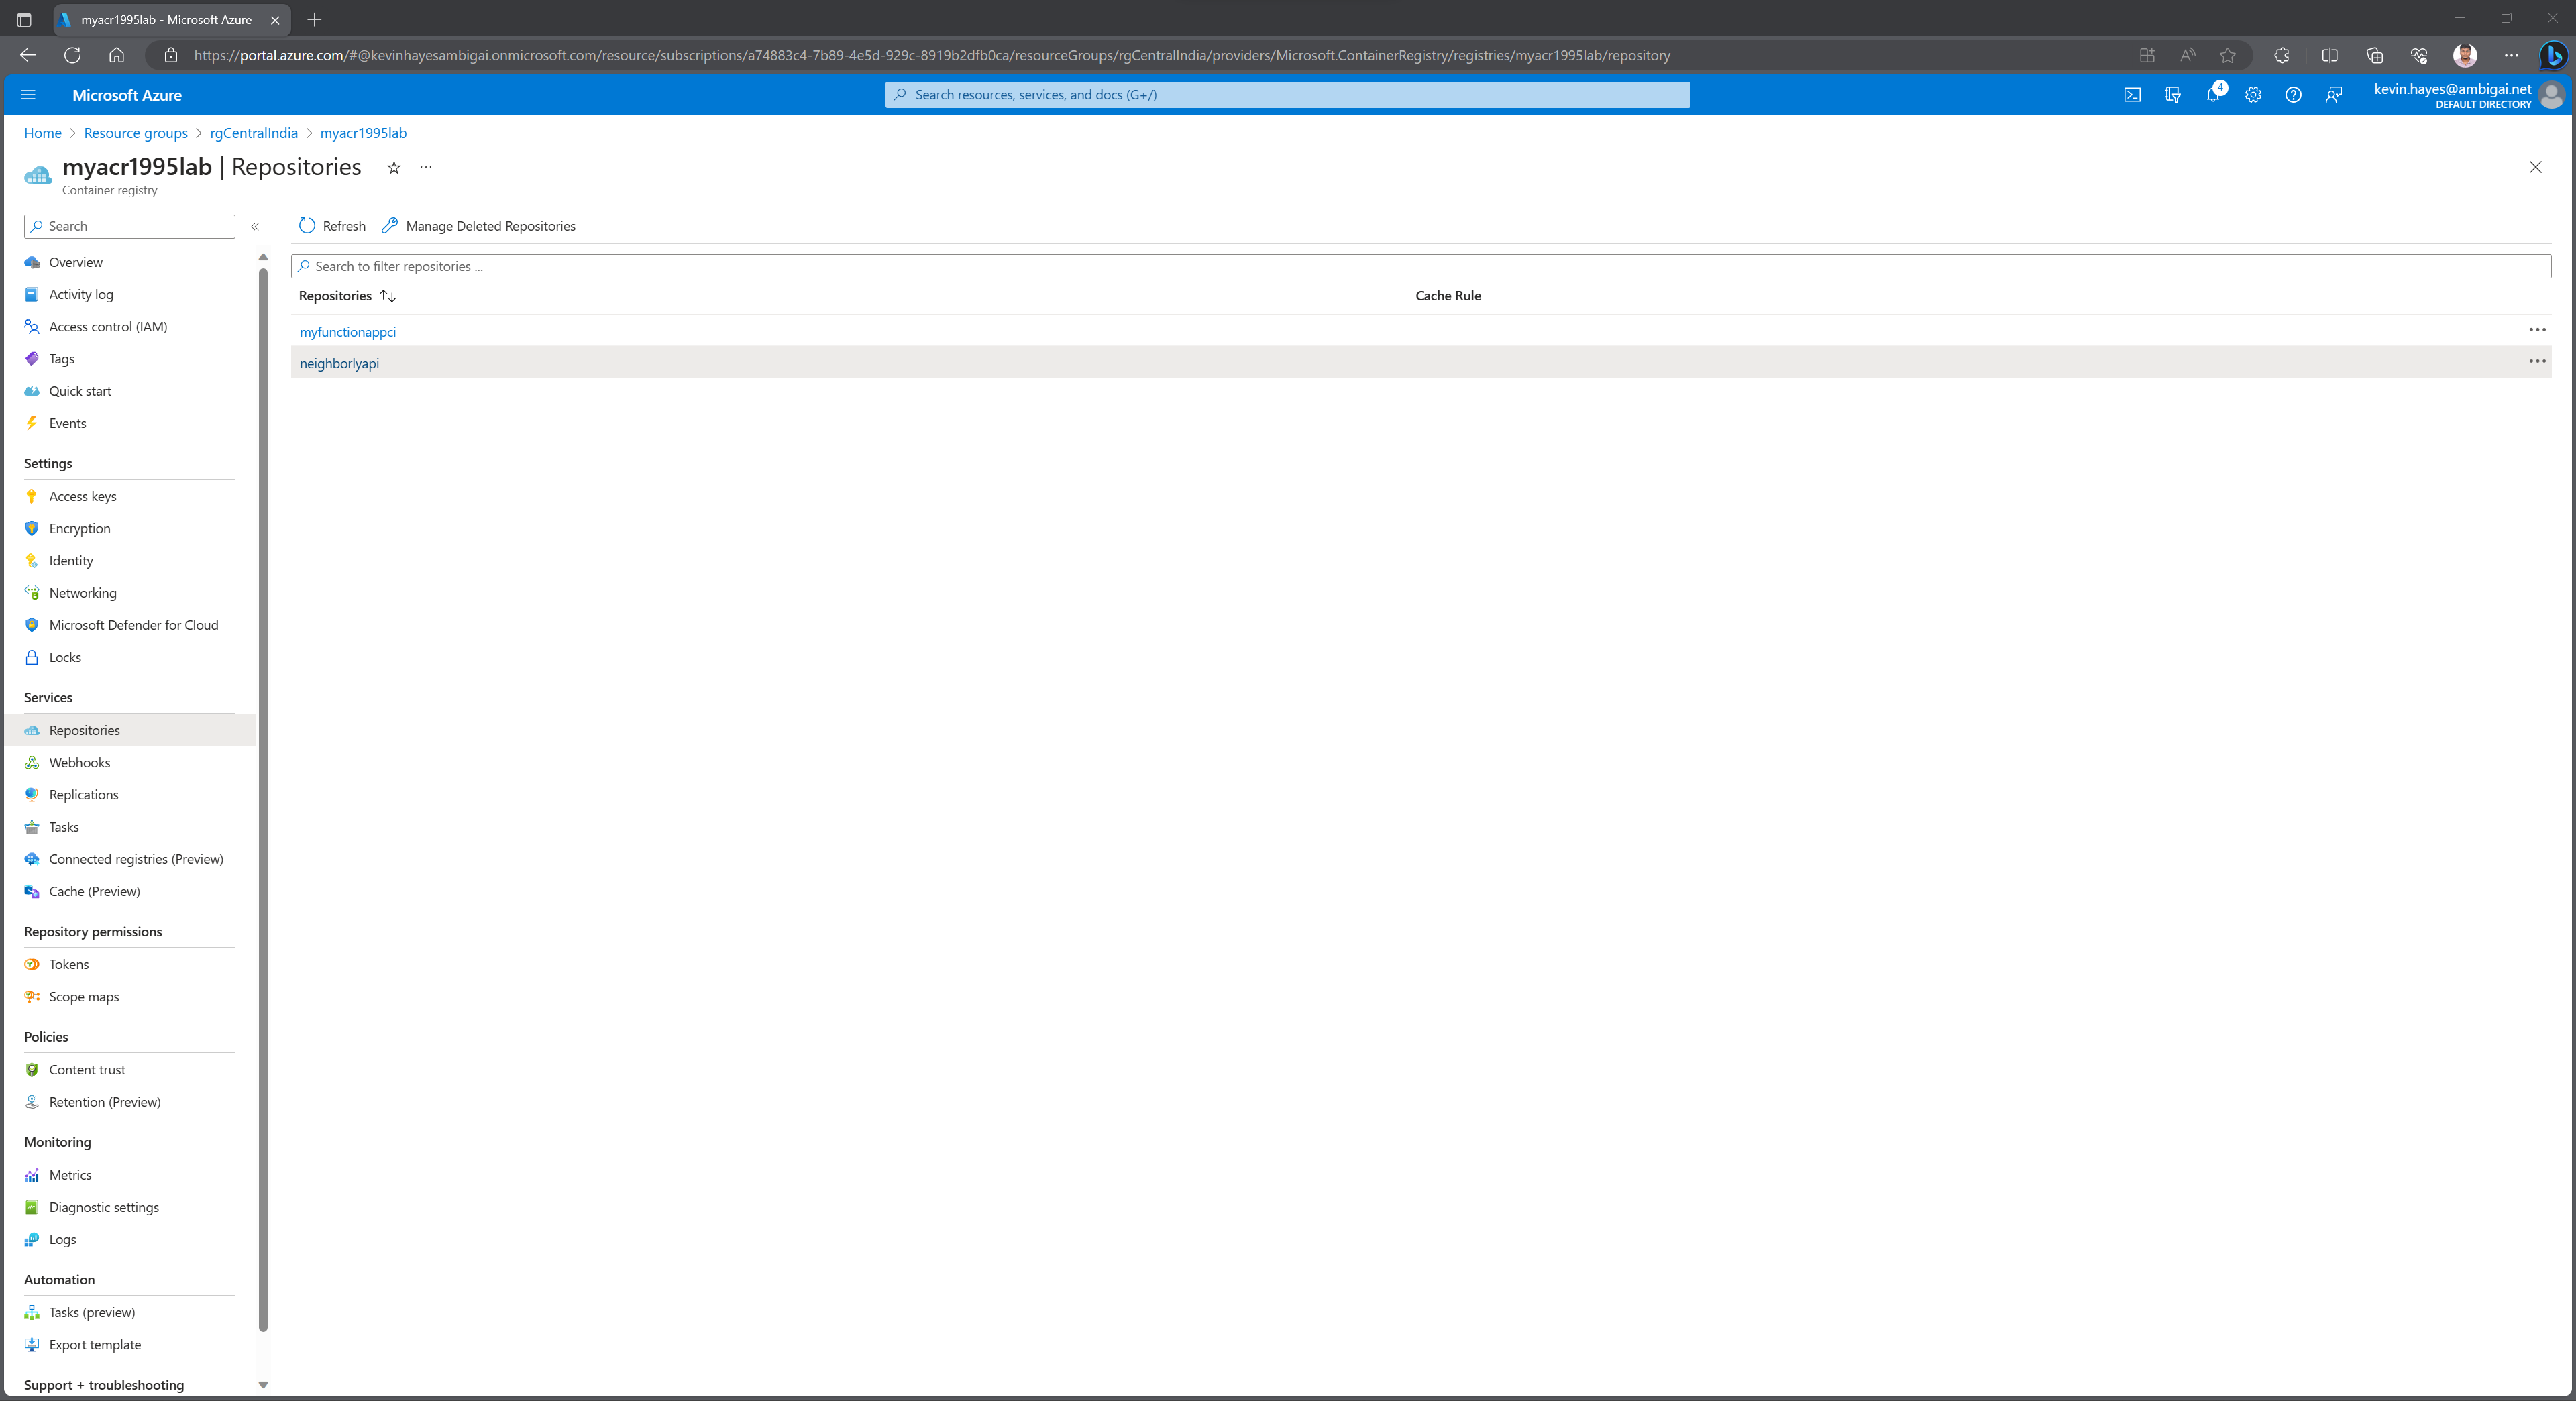 myacr1995lab - Microsoft Azure
https://portal.azure.com/#@kevinhayesambigai.onmicrosoft.com/resource/subscriptions/a74883c4-7b89-4e5d-929c-8919b2dfb0ca/resourceGroups/rgCentralIndia/providers/Microsoft.ContainerRegistry/registries/myacr1995lab/repository
Microsoft Azure
Search resources, services, and docs (G+/)
4
kevin.hayes@ambigai.net
DEFAULT DIRECTORY
Home > Resource groups > rgCentralIndia > myacr1995lab
myacr1995lab | Repositories
Container registry
Search
Overview
Activity log
Access control (IAM)
Tags
Quick start
Events
Settings
Access keys
Encryption
Identity
Networking
Microsoft Defender for Cloud
Locks
Services
Repositories
Webhooks
Replications
Tasks
Connected registries (Preview)
Cache (Preview)
Repository permissions
Tokens
Scope maps
Policies
Content trust
Retention (Preview)
Monitoring
Metrics
Diagnostic settings
Logs
Automation
Tasks (preview)
Export template
Support + troubleshooting
Refresh Manage Deleted Repositories
Search to filter repositories ...
Repositories Cache Rule
myfunctionappci
neighborlyapi